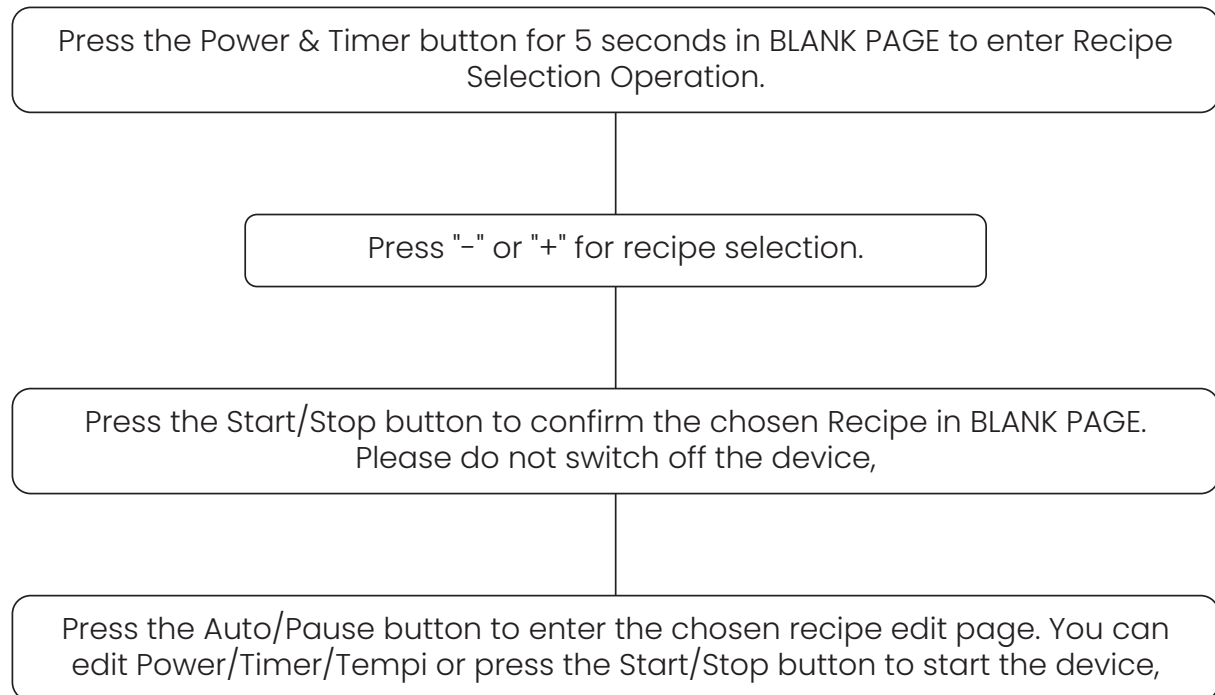 Press the Power & Timer button for 5 seconds in BLANK PAGE to enter Recipe
Selection Operation.
Press "-" or "+" for recipe selection.
Press the Start/Stop button to confirm the chosen Recipe in BLANK PAGE.
Please do not switch off the device,
Press the Auto/Pause button to enter the chosen recipe edit page. You can
edit Power/Timer/Tempi or press the Start/Stop button to start the device,